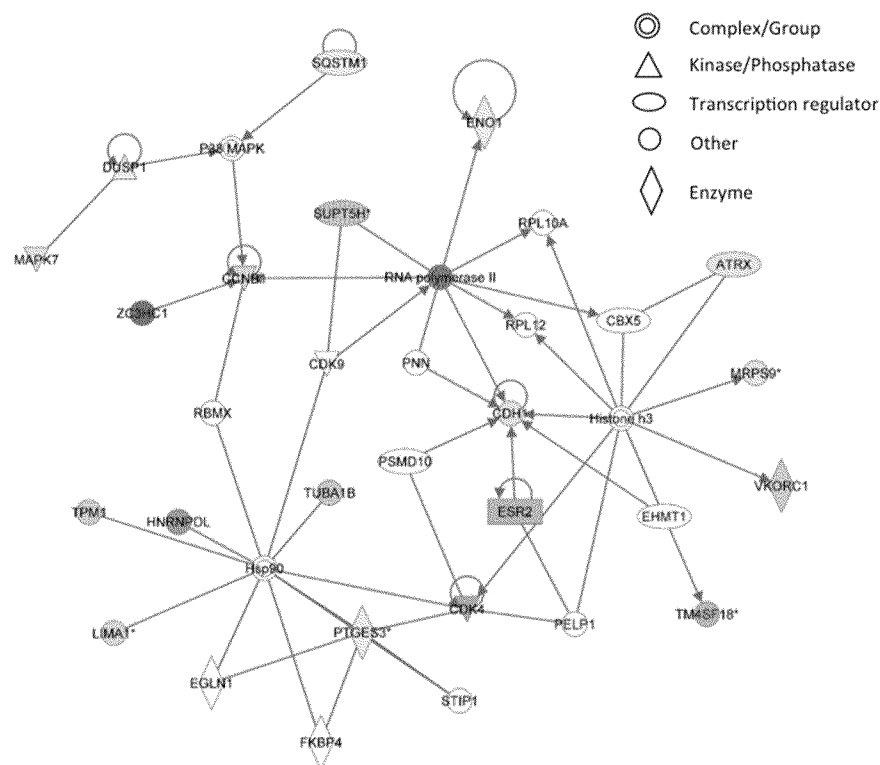 Complex/Group
Kinase/Phosphatase
Transcription regulator
Other
Enzyme
SQSTM1
ENO1
P38 MAPK
DUSP1
MAPK7
SUPT5H*
RPL10A
ATRX
RNA polymerase II
ZC3HC1
CBX5
RPL12
CDK9
PNN
MRPS9*
RBMX
CDH1
Histone h3
PSMD10
VKORC1
TUBA1B
TPM1
HNRNPDL
ESR2
EHMT1
Hsp90
CDK4
TM4SF18*
LIMA1*
PTGES3*
PELP1
EGLN1
STIP1
FKBP4